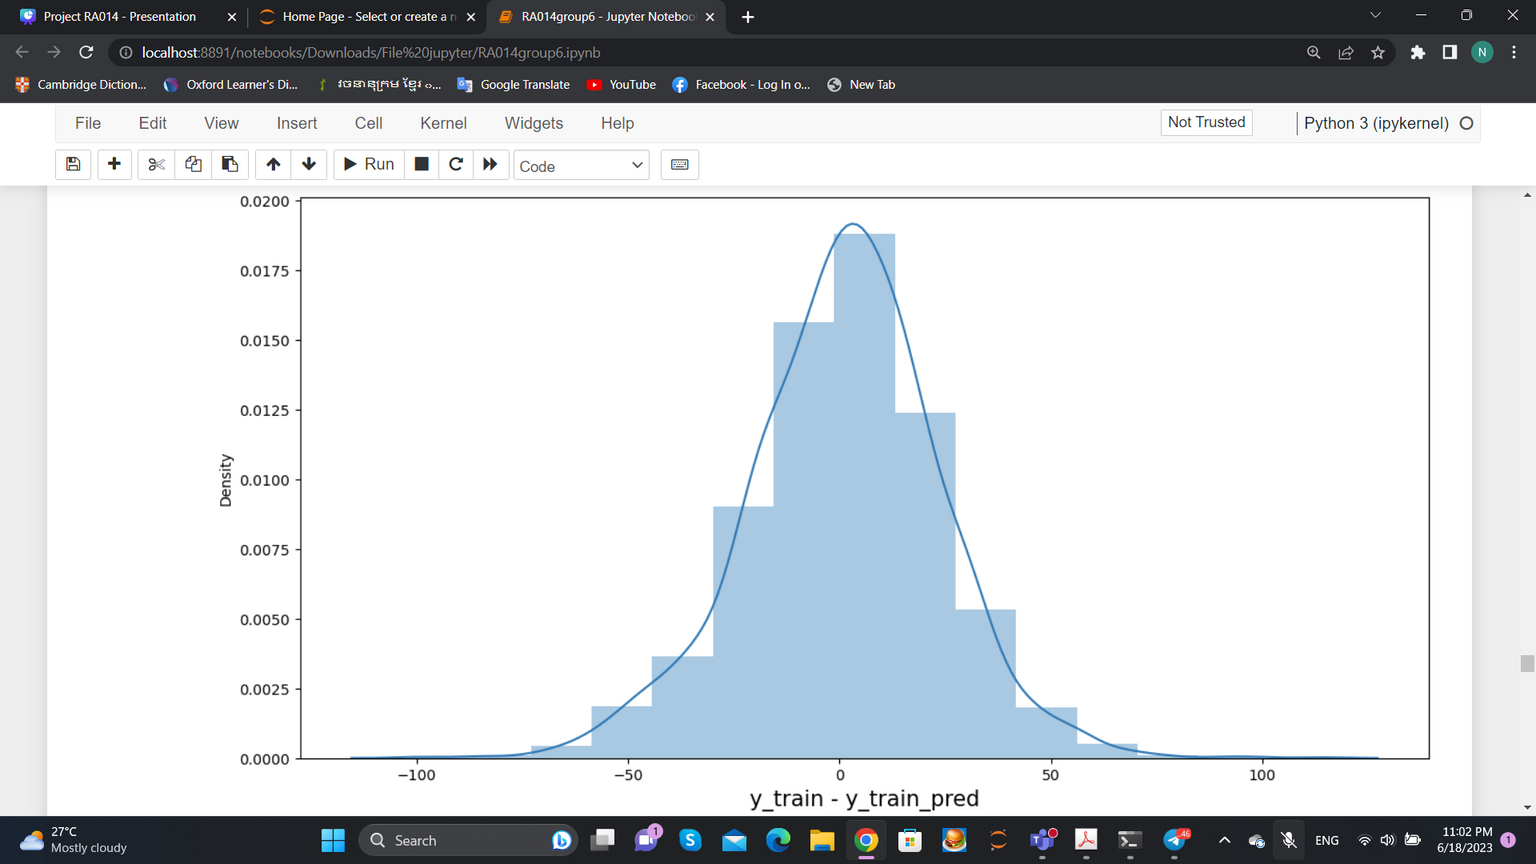 Project RA014 - Presentation
Home Page - Select or create a n
RA014group6 - Jupyter Noteboo
localhost:8891/notebooks/Downloads/File%20jupyter/RA014group6.ipynb
N
Cambridge Diction...
Oxford Learner's Di...
Google Translate
YouTube
Facebook - Log In o...
New Tab
File Edit View Insert Cell Kernel Widgets Help
Not Trusted
Python 3 (ipykernel)
Run
Code
0.0200
0.0175
0.0150
0.0125
0.0100
0.0075
0.0050
0.0025
0.0000
Density
−100 −50 0 50 100
y_train - y_train_pred
27°C
Mostly cloudy
Search
1
46
ENG
11:02 PM
6/18/2023
1